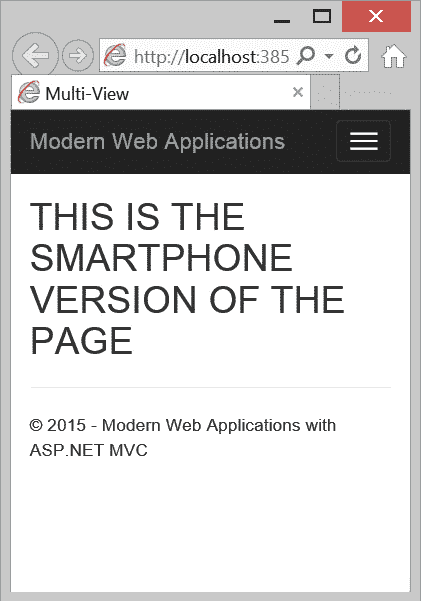 http://localhost:385
Multi-View
Modern Web Applications
THIS IS THE
SMARTPHONE
VERSION OF THE
PAGE
© 2015 - Modern Web Applications with
ASP.NET MVC